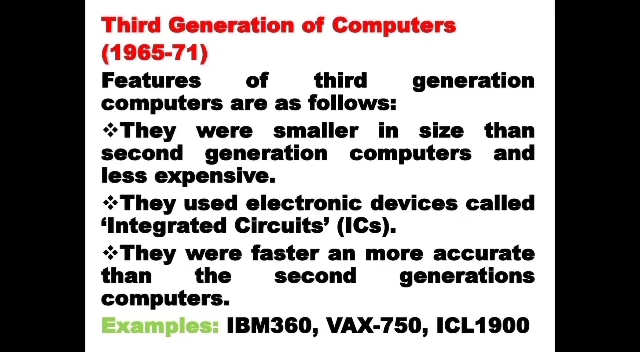 Third Generation of Computers
(1965-71)
Features of third generation
computers are as follows:
❖They were smaller in size than
second generation computers and
less expensive.
❖They used electronic devices called
‘Integrated Circuits’ (ICs).
❖They were faster an more accurate
than the second generations
computers.
Examples: IBM360, VAX-750, ICL1900